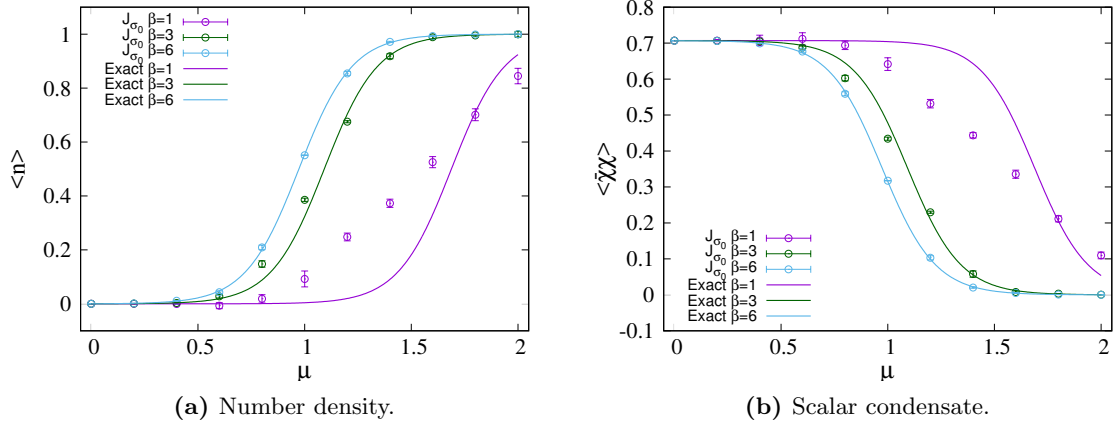 J_σ₀ β=1
J_σ₀ β=3
J_σ₀ β=6
Exact β=1
Exact β=3
Exact β=6
<n>
1
0.8
0.6
0.4
0.2
0
0 0.5 1 1.5 2
μ
(a) Number density.
0.8
0.7
0.6
0.5
0.4
0.3
0.2
0.1
0
-0.1
<χ̄χ>
J_σ₀ β=1
J_σ₀ β=3
J_σ₀ β=6
Exact β=1
Exact β=3
Exact β=6
0 0.5 1 1.5 2
μ
(b) Scalar condensate.